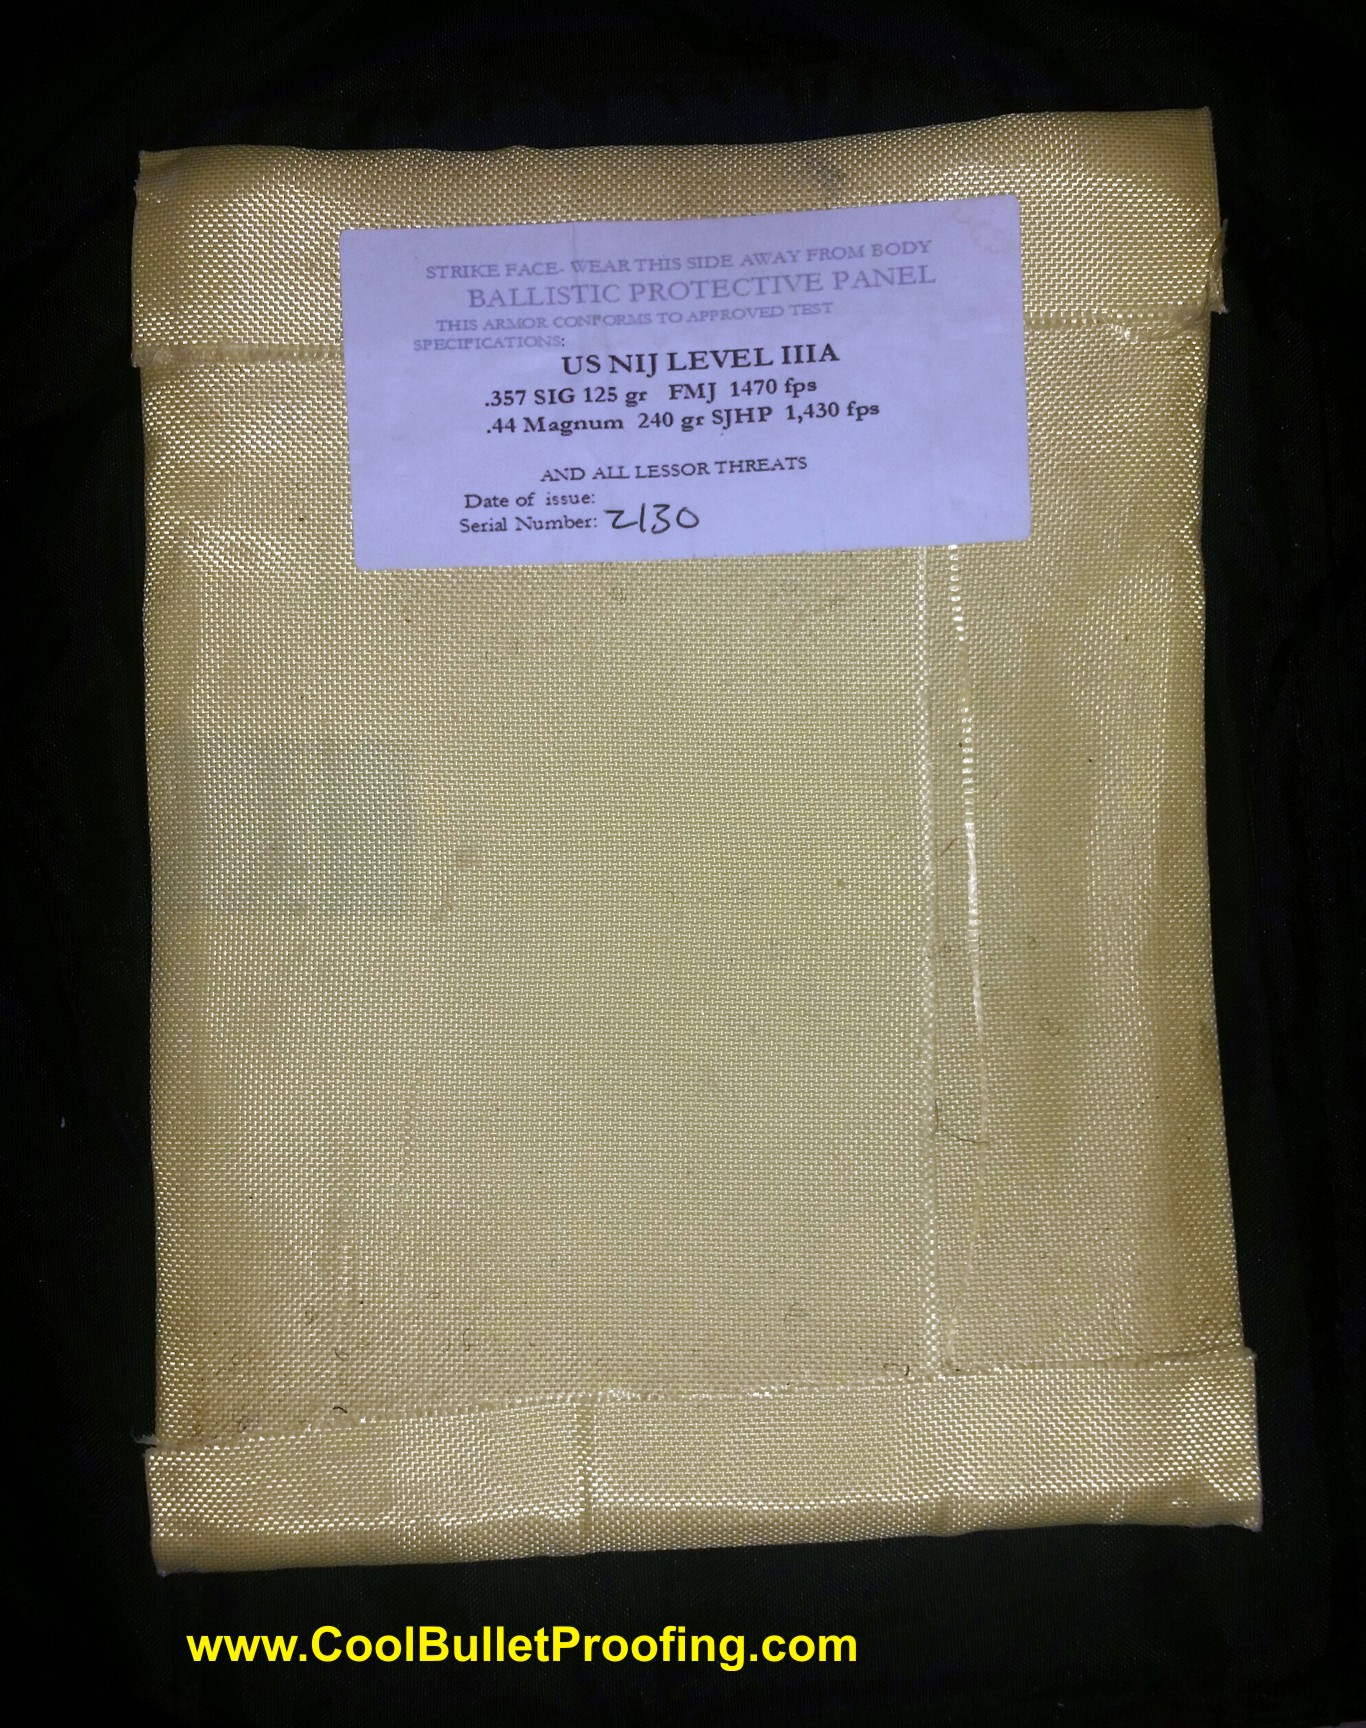 STRIKE FACE- WEAR THIS SIDE AWAY FROM BODY
BALLISTIC PROTECTIVE PANEL
THIS ARMOR CONFORMS TO APPROVED TEST
SPECIFICATIONS:
US NIJ LEVEL IIIA
.357 SIG 125 gr FMJ 1470 fps
.44 Magnum 240 gr SJHP 1,430 fps
AND ALL LESSOR THREATS
Date of issue:
Serial Number: 2130
www.CoolBulletProofing.com